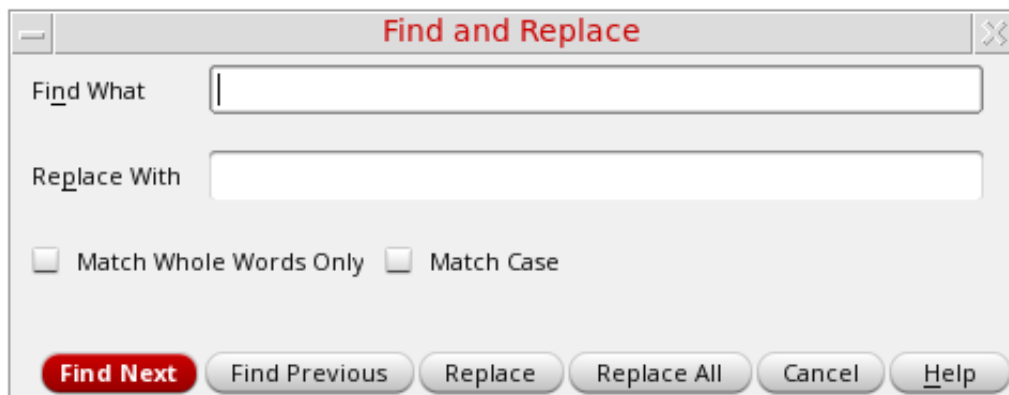 Find and Replace
Find What
Replace With
Match Whole Words Only Match Case
Find Next Find Previous Replace Replace All Cancel Help